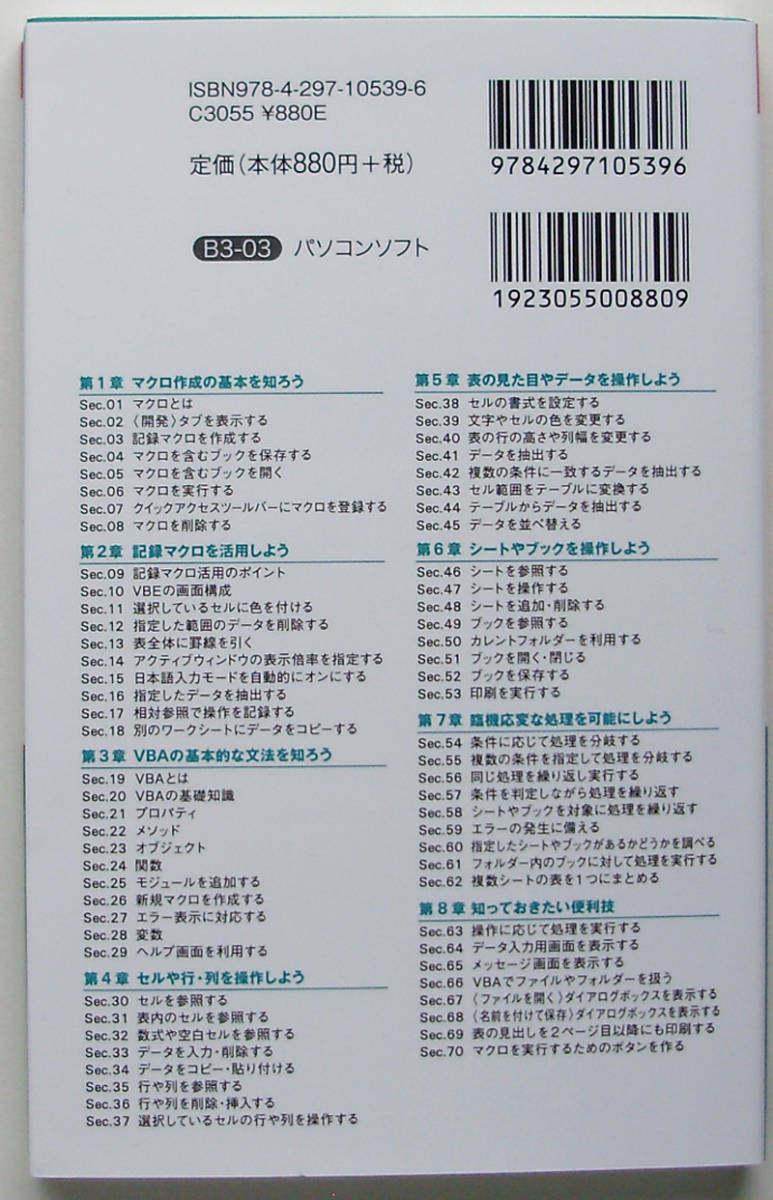 ISBN978-4-297-10539-6
C3055 ¥880E
定価(本体880円+税)
9784297105396
B3-03 パソコンソフト
1923055008809
第1章 マクロ作成の基本を知ろう
Sec.01 マクロとは
Sec.02 〈開発〉タブを表示する
Sec.03 記録マクロを作成する
Sec.04 マクロを含むブックを保存する
Sec.05 マクロを含むブックを開く
Sec.06 マクロを実行する
Sec.07 クイックアクセスツールバーにマクロを登録する
Sec.08 マクロを削除する
第2章 記録マクロを活用しよう
Sec.09 記録マクロ活用のポイント
Sec.10 VBEの画面構成
Sec.11 選択しているセルに色を付ける
Sec.12 指定した範囲のデータを削除する
Sec.13 表全体に罫線を引く
Sec.14 アクティブウィンドウの表示倍率を指定する
Sec.15 日本語入力モードを自動的にオンにする
Sec.16 指定したデータを抽出する
Sec.17 相対参照で操作を記録する
Sec.18 別のワークシートにデータをコピーする
第3章 VBAの基本的な文法を知ろう
Sec.19 VBAとは
Sec.20 VBAの基礎知識
Sec.21 プロパティ
Sec.22 メソッド
Sec.23 オブジェクト
Sec.24 関数
Sec.25 モジュールを追加する
Sec.26 新規マクロを作成する
Sec.27 エラー表示に対応する
Sec.28 変数
Sec.29 ヘルプ画面を利用する
第4章 セルや行・列を操作しよう
Sec.30 セルを参照する
Sec.31 表内のセルを参照する
Sec.32 数式や空白セルを参照する
Sec.33 データを入力・削除する
Sec.34 データをコピー・貼り付ける
Sec.35 行や列を参照する
Sec.36 行や列を削除・挿入する
Sec.37 選択しているセルの行や列を操作する
第5章 表の見た目やデータを操作しよう
Sec.38 セルの書式を設定する
Sec.39 文字やセルの色を変更する
Sec.40 表の行の高さや列幅を変更する
Sec.41 データを抽出する
Sec.42 複数の条件に一致するデータを抽出する
Sec.43 セル範囲をテーブルに変換する
Sec.44 テーブルからデータを抽出する
Sec.45 データを並べ替える
第6章 シートやブックを操作しよう
Sec.46 シートを参照する
Sec.47 シートを操作する
Sec.48 シートを追加・削除する
Sec.49 ブックを参照する
Sec.50 カレントフォルダーを利用する
Sec.51 ブックを開く・閉じる
Sec.52 ブックを保存する
Sec.53 印刷を実行する
第7章 臨機応変な処理を可能にしよう
Sec.54 条件に応じて処理を分岐する
Sec.55 複数の条件を指定して処理を分岐する
Sec.56 同じ処理を繰り返し実行する
Sec.57 条件を判定しながら処理を繰り返す
Sec.58 シートやブックを対象に処理を繰り返す
Sec.59 エラーの発生に備える
Sec.60 指定したシートやブックがあるかどうかを調べる
Sec.61 フォルダー内のブックに対して処理を実行する
Sec.62 複数シートの表を1つにまとめる
第8章 知っておきたい便利技
Sec.63 操作に応じて処理を実行する
Sec.64 データ入力用画面を表示する
Sec.65 メッセージ画面を表示する
Sec.66 VBAでファイルやフォルダーを扱う
Sec.67 〈ファイルを開く〉ダイアログボックスを表示する
Sec.68 〈名前を付けて保存〉ダイアログボックスを表示する
Sec.69 表の見出しを2ページ目以降にも印刷する
Sec.70 マクロを実行するためのボタンを作る